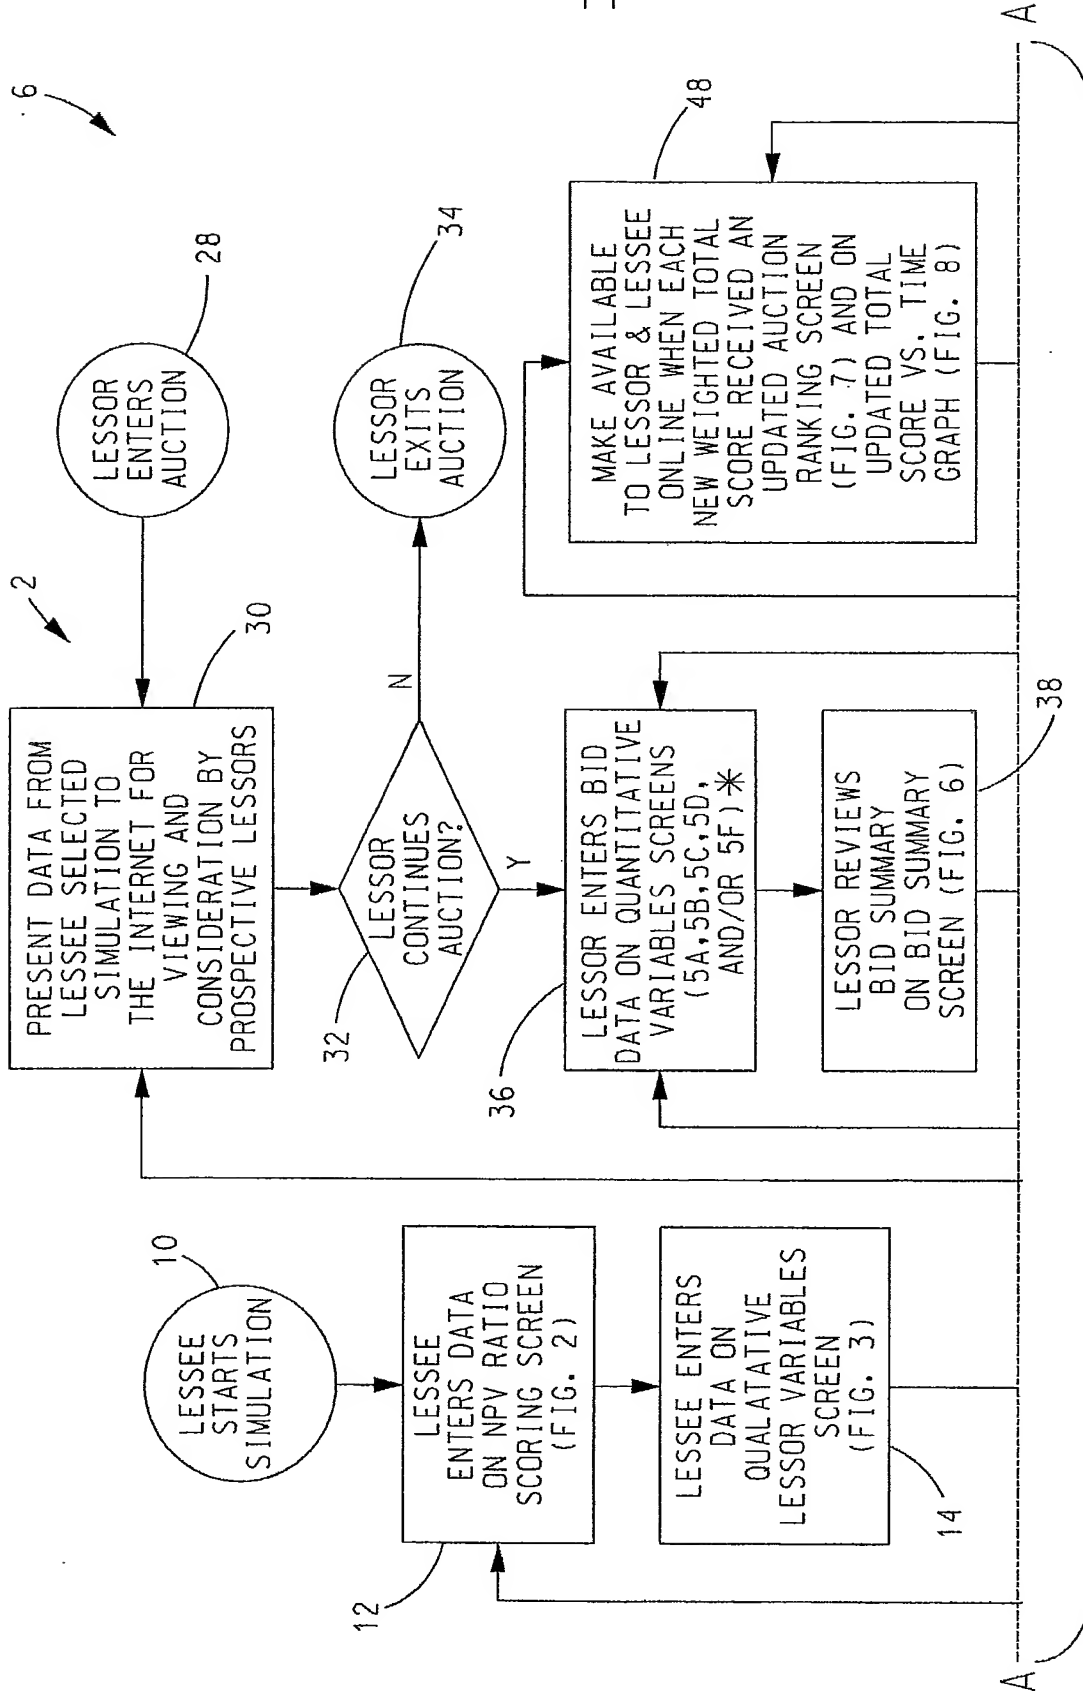 6
2
LESSEE
STARTS
SIMULATION
10
LESSEE
ENTERS DATA
ON NPV RATIO
SCORING SCREEN
(FIG. 2)
12
LESSEE ENTERS
DATA ON
QUALATATIVE
LESSOR VARIABLES
SCREEN
(FIG. 3)
14
PRESENT DATA FROM
LESSEE SELECTED
SIMULATION TO
THE INTERNET FOR
VIEWING AND
CONSIDERATION BY
PROSPECTIVE LESSORS
30
LESSOR
ENTERS
AUCTION
28
LESSOR
CONTINUES
AUCTION?
32
N
Y
LESSOR
EXITS
AUCTION
34
LESSOR ENTERS BID
DATA ON QUANTITATIVE
VARIABLES SCREENS
(5A,5B,5C,5D,
AND/OR 5F)*
36
LESSOR REVIEWS
BID SUMMARY
ON BID SUMMARY
SCREEN (FIG. 6)
38
MAKE AVAILABLE
TO LESSOR & LESSEE
ONLINE WHEN EACH
NEW WEIGHTED TOTAL
SCORE RECEIVED AN
UPDATED AUCTION
RANKING SCREEN
(FIG. 7) AND ON
UPDATED TOTAL
SCORE VS. TIME
GRAPH (FIG. 8)
48
A
A